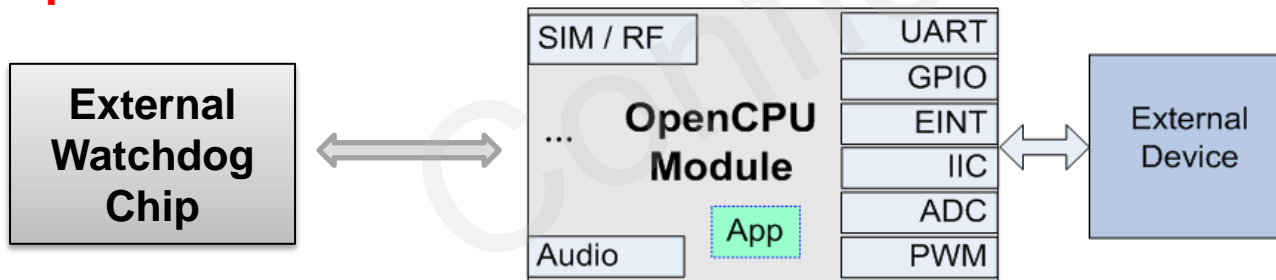 External
Watchdog
Chip
SIM / RF
...
OpenCPU
Module
App
Audio
UART
GPIO
EINT
IIC
ADC
PWM
External
Device